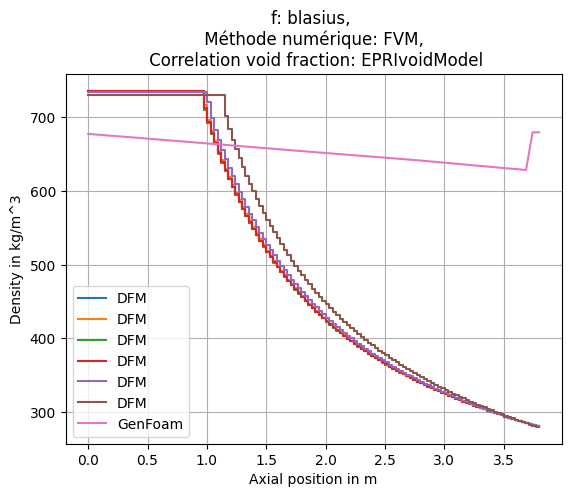 f: blasius,
Méthode numérique: FVM,
Correlation void fraction: EPRIvoidModel
Density in kg/m^3
700
600
500
400
300
DFM
DFM
DFM
DFM
DFM
DFM
GenFoam
0.0 0.5 1.0 1.5 2.0 2.5 3.0 3.5
Axial position in m